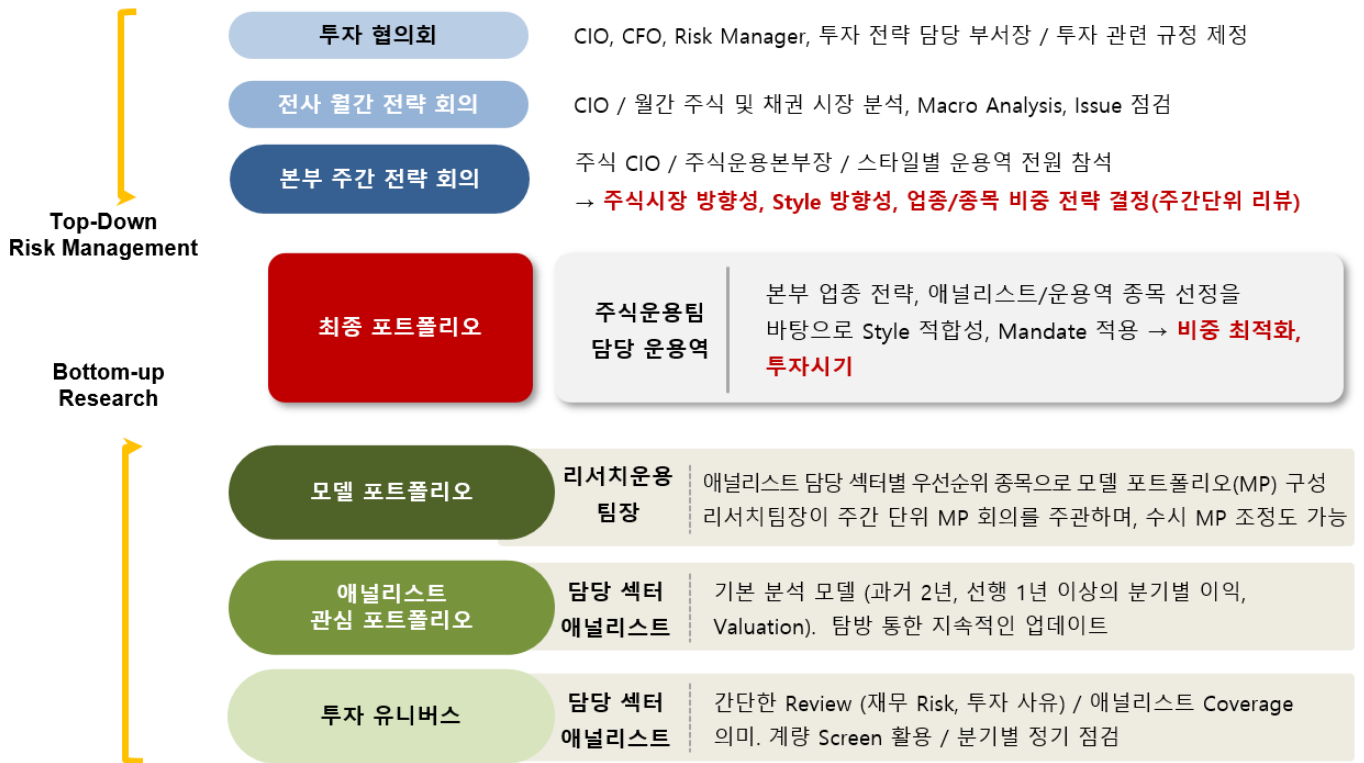 투자 협의회
CIO, CFO, Risk Manager, 투자 전략 담당 부서장 / 투자 관련 규정 제정
전사 월간 전략 회의
CIO / 월간 주식 및 채권 시장 분석, Macro Analysis, Issue 점검
본부 주간 전략 회의
주식 CIO / 주식운용본부장 / 스타일별 운용역 전원 참석
→ 주식시장 방향성, Style 방향성, 업종/종목 비중 전략 결정(주간단위 리뷰)
Top-Down
Risk Management
최종 포트폴리오
주식운용팀
담당 운용역
본부 업종 전략, 애널리스트/운용역 종목 선정을
바탕으로 Style 적합성, Mandate 적용 → 비중 최적화,
투자시기
Bottom-up
Research
모델 포트폴리오
리서치운용
팀장
애널리스트 담당 섹터별 우선순위 종목으로 모델 포트폴리오(MP) 구성
리서치팀장이 주간 단위 MP 회의를 주관하며, 수시 MP 조정도 가능
애널리스트
관심 포트폴리오
담당 섹터
애널리스트
기본 분석 모델 (과거 2년, 선행 1년 이상의 분기별 이익,
Valuation). 탐방 통한 지속적인 업데이트
투자 유니버스
담당 섹터
애널리스트
간단한 Review (재무 Risk, 투자 사유) / 애널리스트 Coverage
의미. 계량 Screen 활용 / 분기별 정기 점검